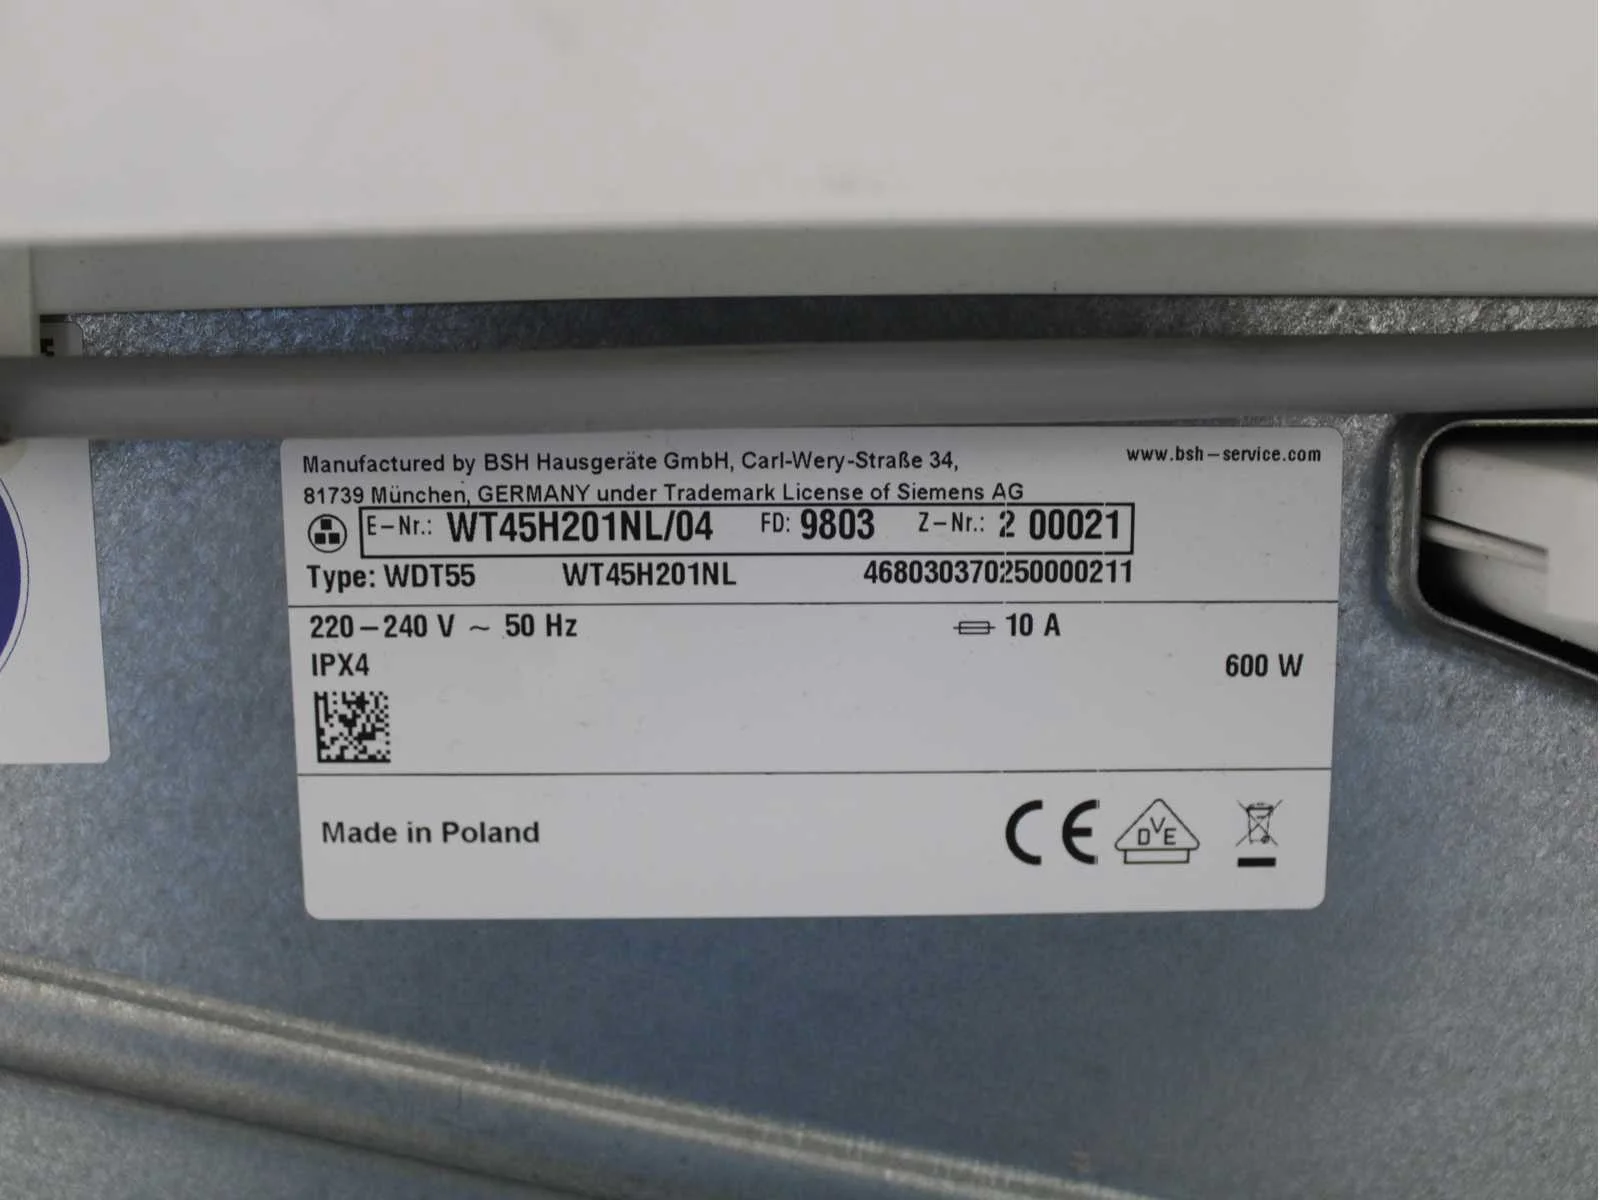 Manufactured by BSH Hausgeräte GmbH, Carl-Wery-Straße 34,
www.bsh-service.com
81739 München, GERMANY under Trademark License of Siemens AG
E-Nr.: WT45H201NL/04 FD: 9803 Z-Nr.: 2 00021
Type: WDT55 WT45H201NL 468030370250000211
220-240 V ~ 50 Hz 10 A
IPX4 600 W
Made in Poland CE DVE